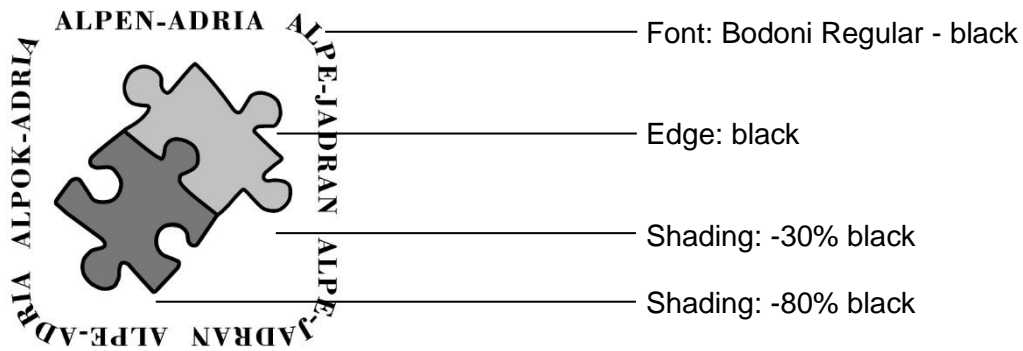 ALPEN-ADRIA
ALPE-JADRAN
ALPE-JADRAN
ALPE-ADRIA
ALPOK-ADRIA
Font: Bodoni Regular - black
Edge: black
Shading: -30% black
Shading: -80% black